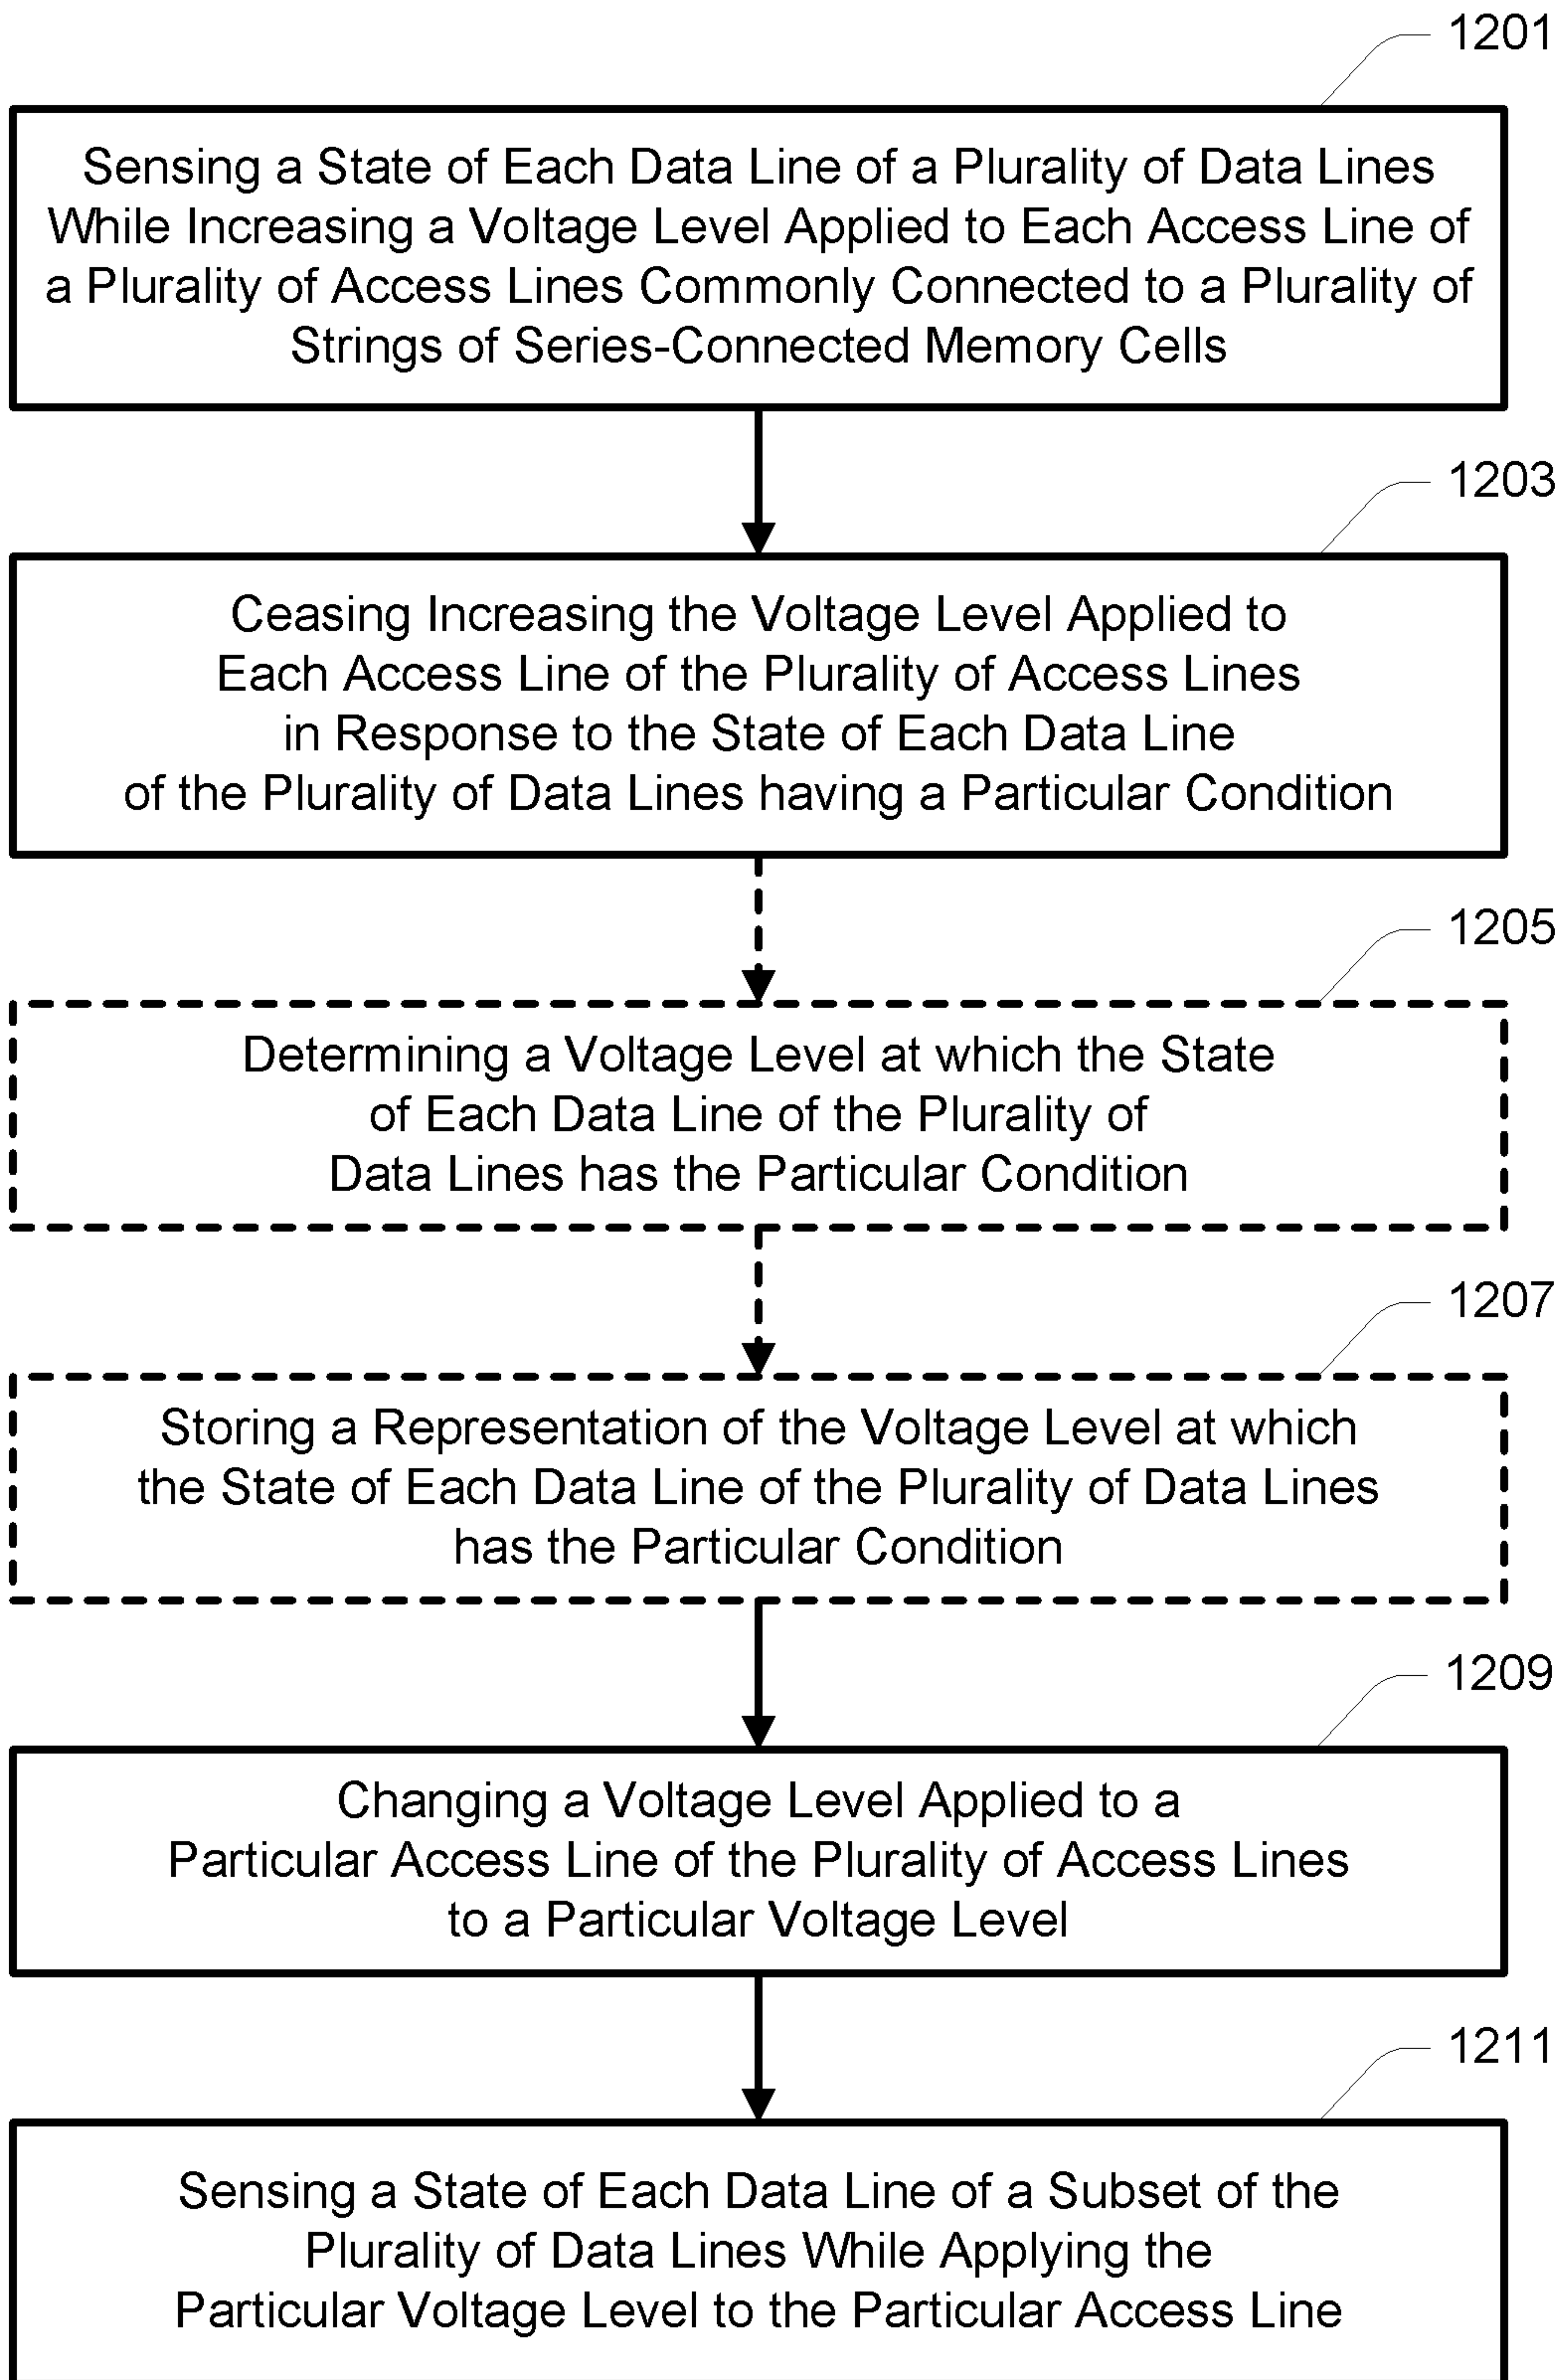 1201
Sensing a State of Each Data Line of a Plurality of Data Lines
While Increasing a Voltage Level Applied to Each Access Line of
a Plurality of Access Lines Commonly Connected to a Plurality of
Strings of Series-Connected Memory Cells
1203
Ceasing Increasing the Voltage Level Applied to
Each Access Line of the Plurality of Access Lines
in Response to the State of Each Data Line
of the Plurality of Data Lines having a Particular Condition
1205
Determining a Voltage Level at which the State
of Each Data Line of the Plurality of
Data Lines has the Particular Condition
1207
Storing a Representation of the Voltage Level at which
the State of Each Data Line of the Plurality of Data Lines
has the Particular Condition
1209
Changing a Voltage Level Applied to a
Particular Access Line of the Plurality of Access Lines
to a Particular Voltage Level
1211
Sensing a State of Each Data Line of a Subset of the
Plurality of Data Lines While Applying the
Particular Voltage Level to the Particular Access Line